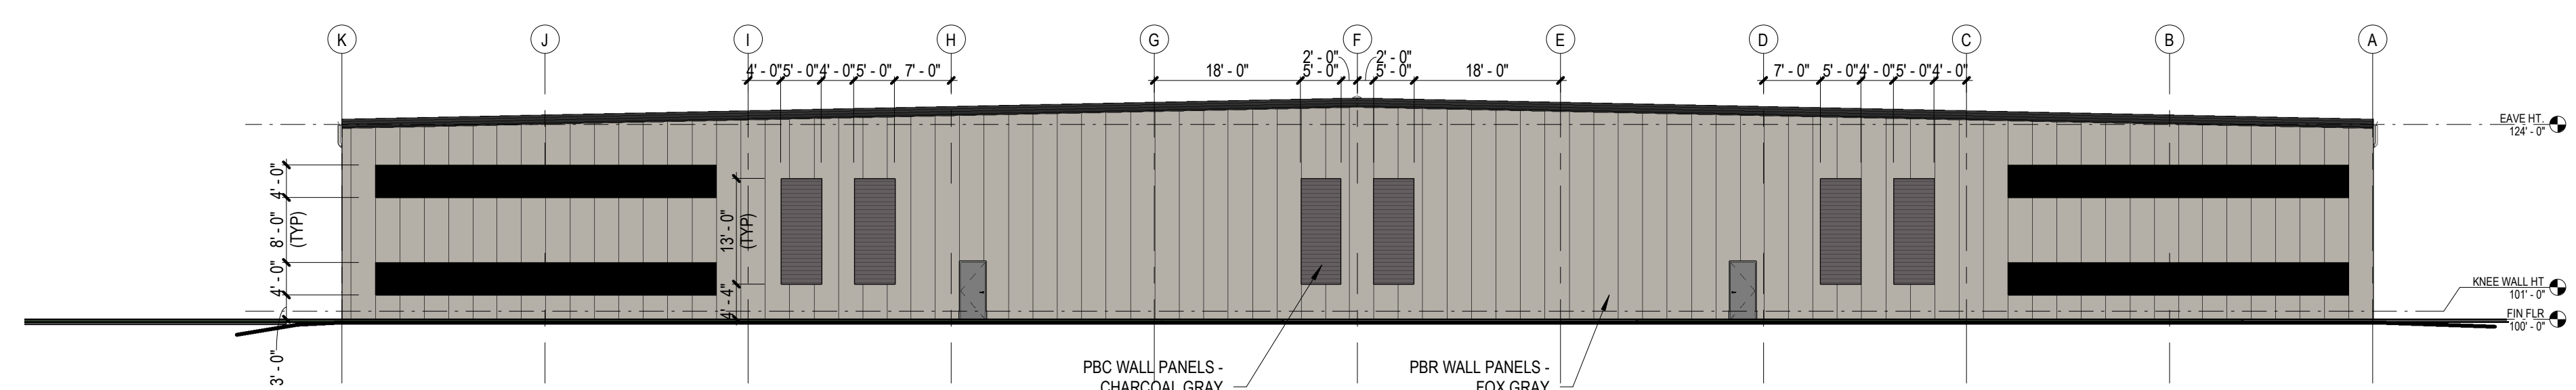 K J I H G F E D C B A
2' - 0" 2' - 0"
4' - 0" 5' - 0" 4' - 0" 5' - 0" 7' - 0" 18' - 0" 5' - 0" 5' - 0" 18' - 0" 7' - 0" 5' - 0" 4' - 0" 5' - 0" 4' - 0"
EAVE HT.
124' - 0"
4' - 0"
8' - 0"
(TYP)
4' - 0"
3' - 0"
13' - 0"
(TYP)
4' - 4"
KNEE WALL HT
101' - 0"
FIN FLR
100' - 0"
PBC WALL PANELS -
CHARCOAL GRAY
PBR WALL PANELS -
FOX GRAY